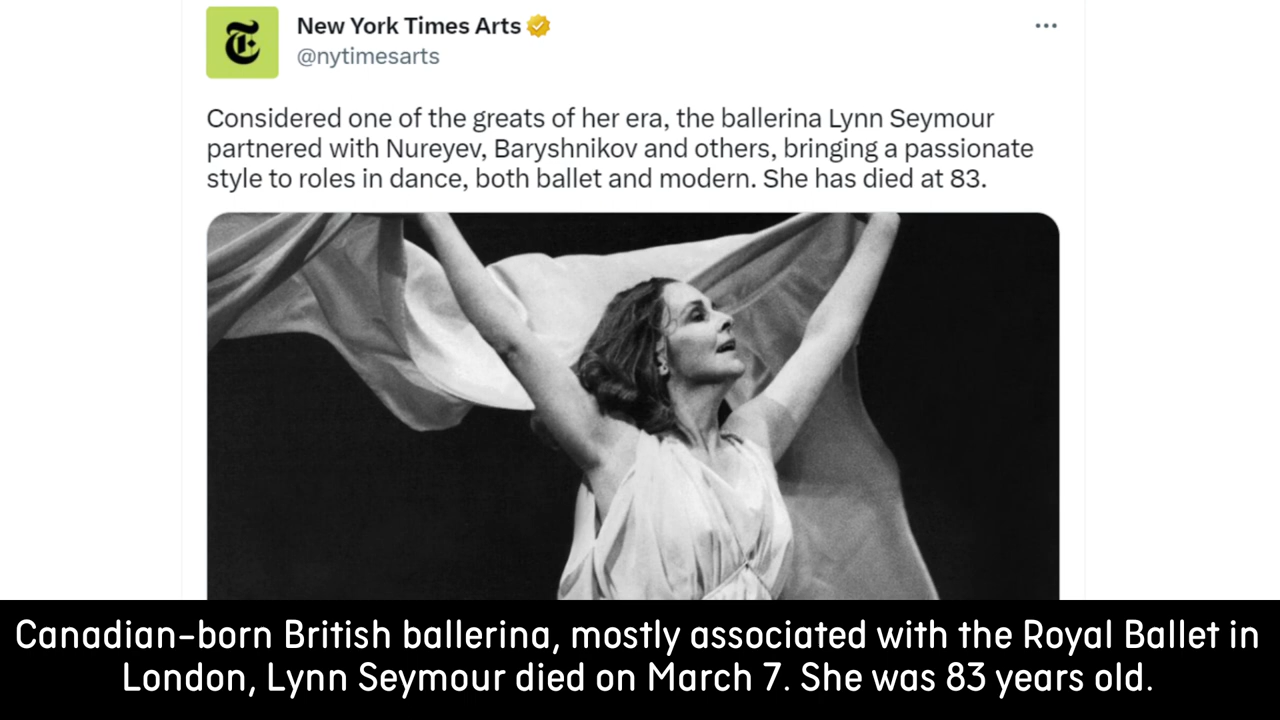 New York Times Arts
@nytimesarts
Considered one of the greats of her era, the ballerina Lynn Seymour
partnered with Nureyev, Baryshnikov and others, bringing a passionate
style to roles in dance, both ballet and modern. She has died at 83.
Canadian-born British ballerina, mostly associated with the Royal Ballet in
London, Lynn Seymour died on March 7. She was 83 years old.